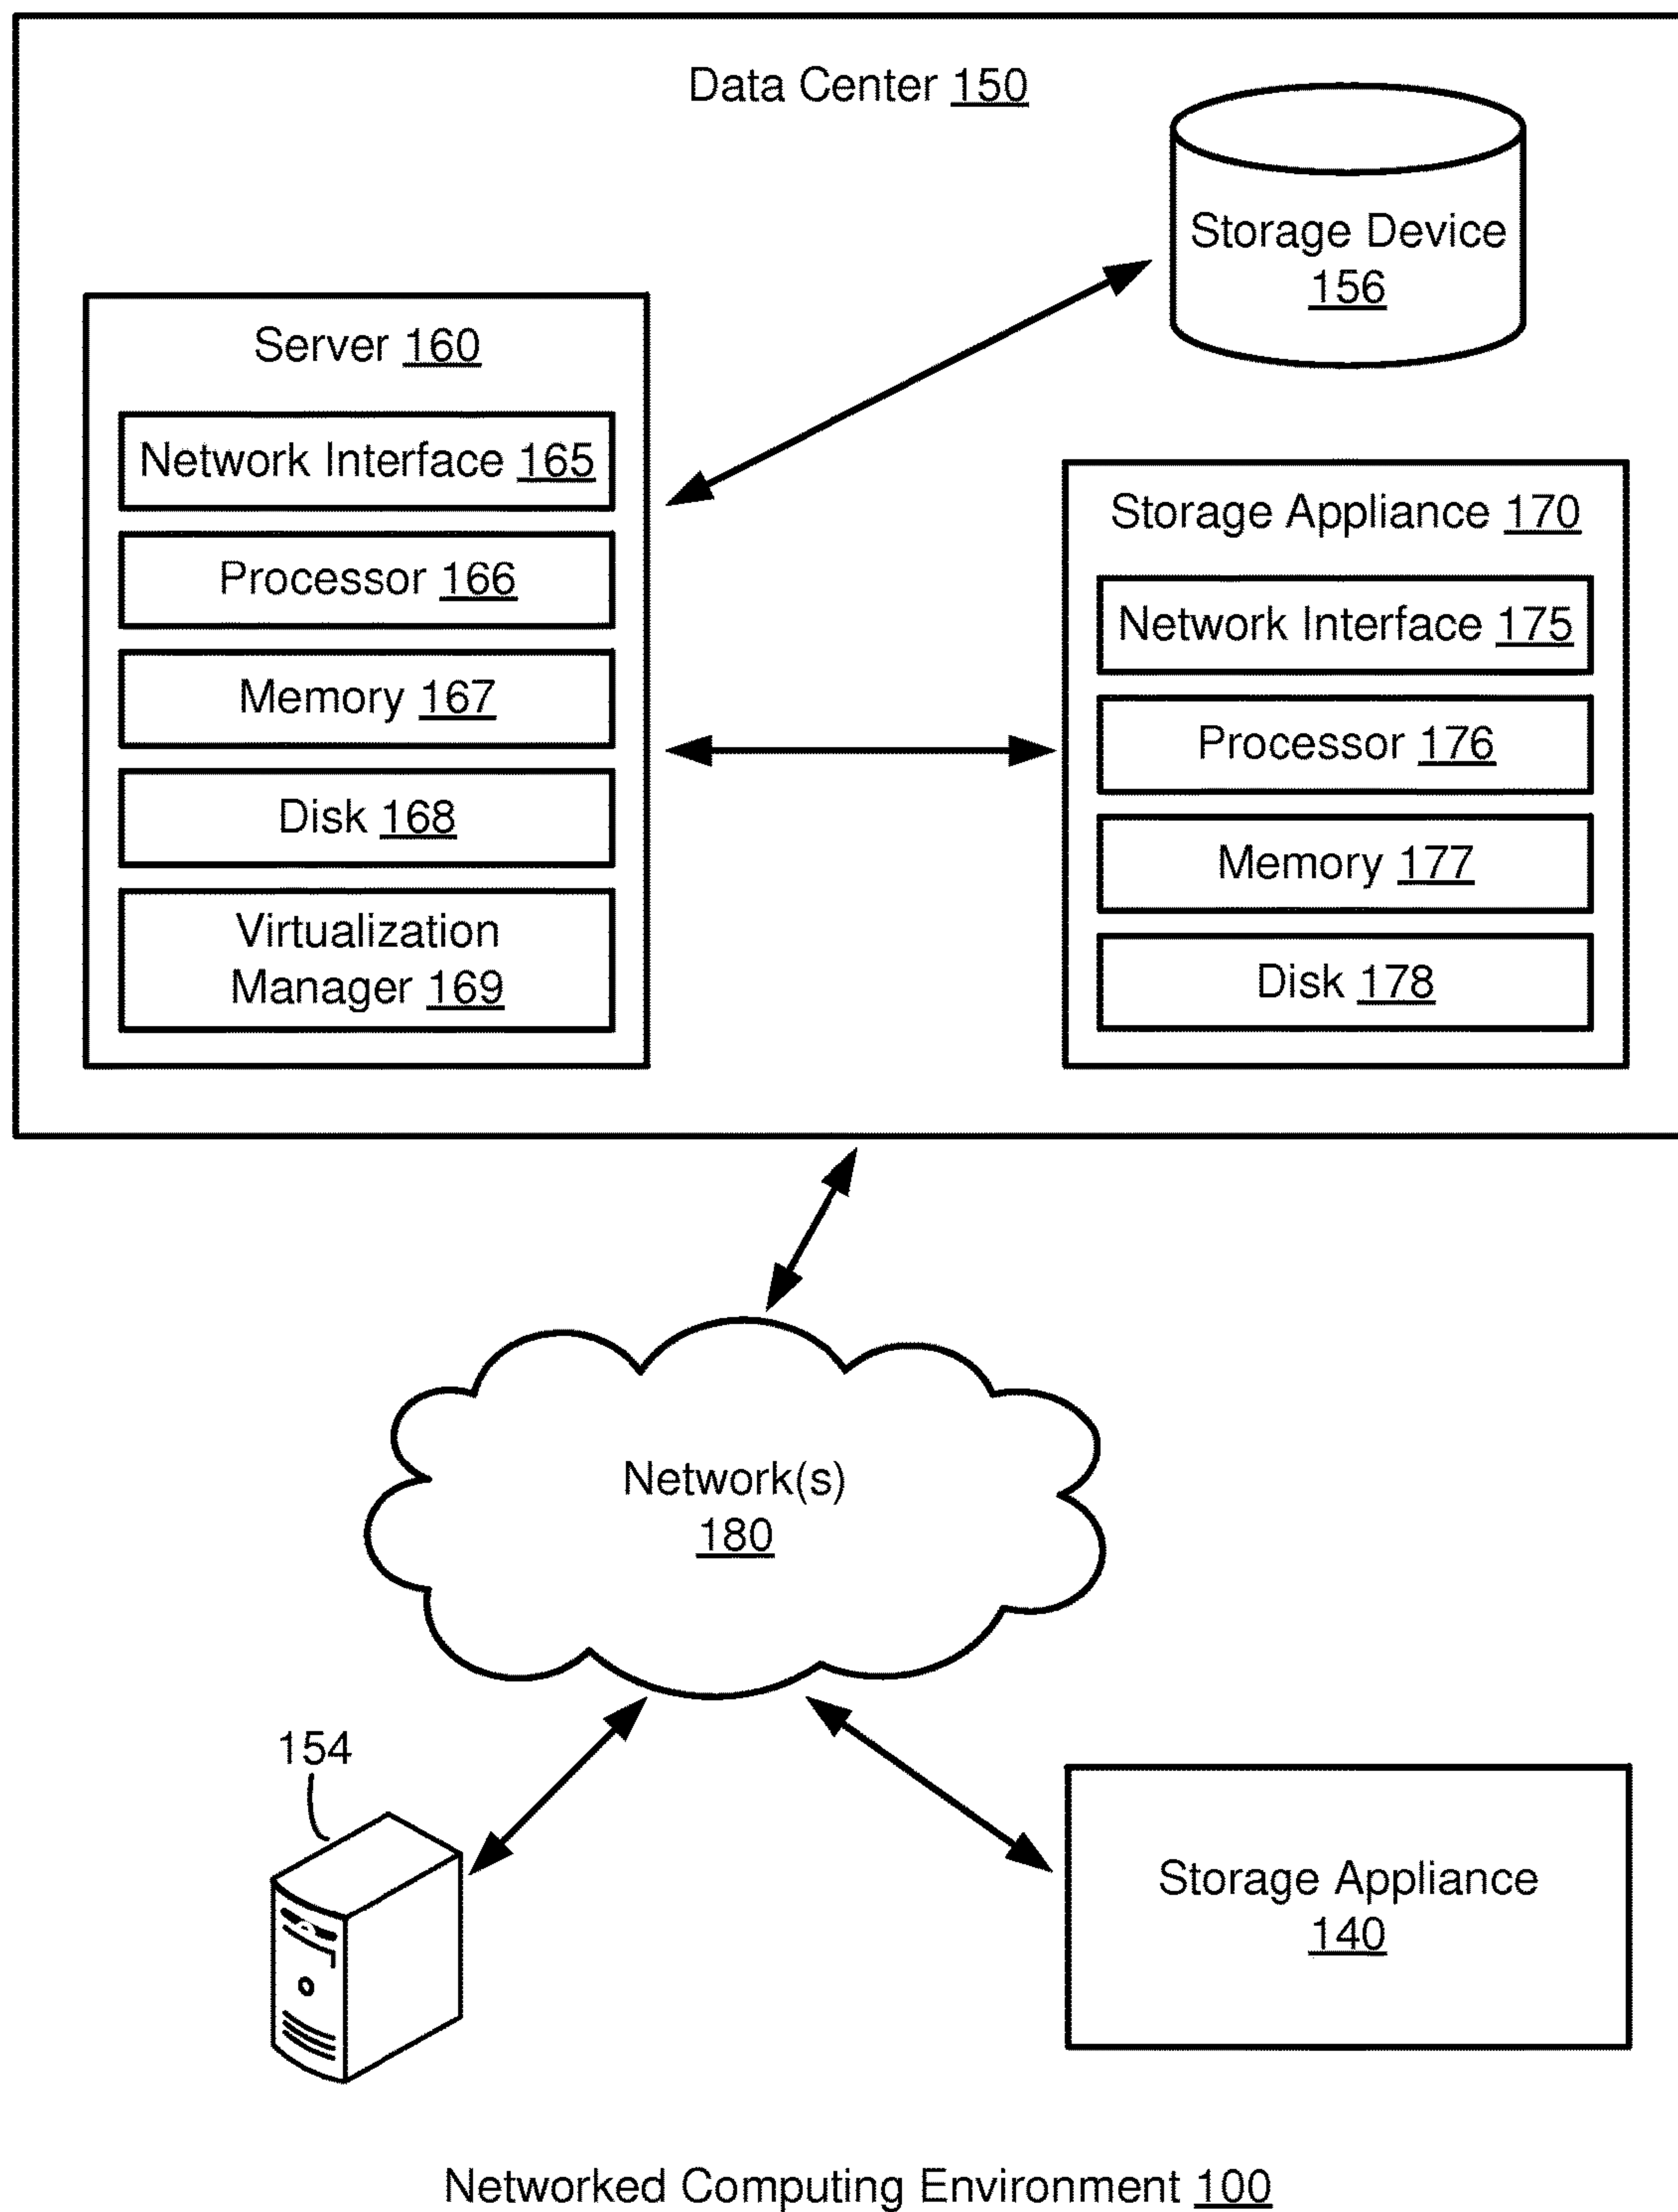 Data Center 150
Storage Device
156
Server 160
Network Interface 165
Processor 166
Memory 167
Disk 168
Virtualization
Manager 169
Storage Appliance 170
Network Interface 175
Processor 176
Memory 177
Disk 178
Network(s)
180
154
Storage Appliance
140
Networked Computing Environment 100